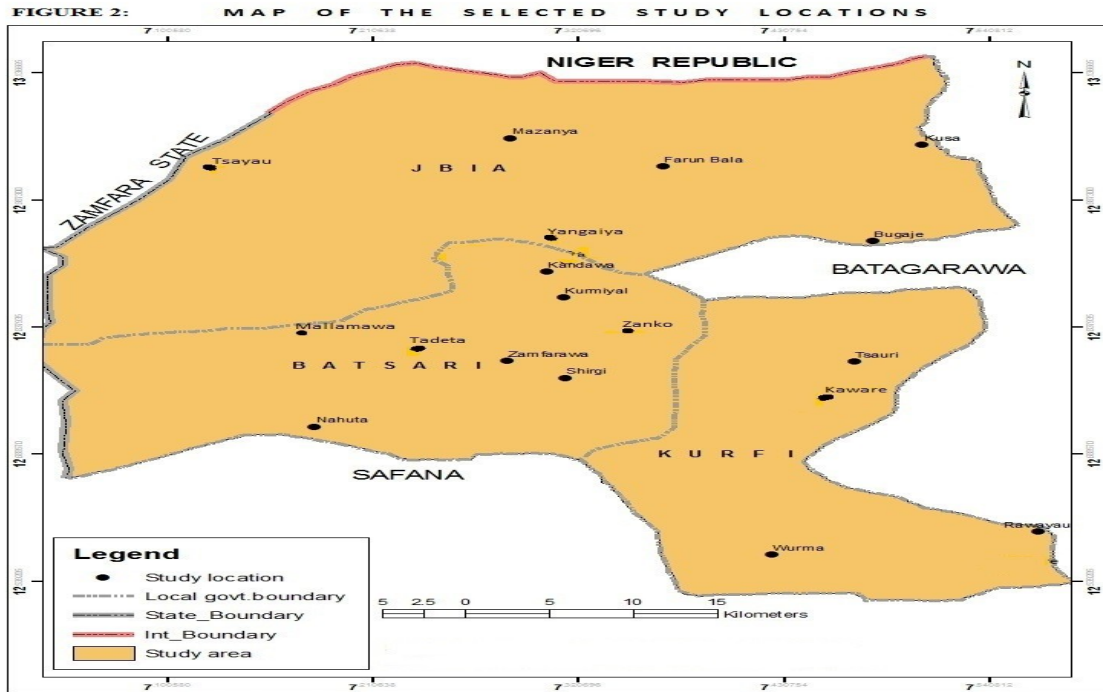 FIGURE 2: MAP OF THE SELECTED STUDY LOCATIONS
NIGER REPUBLIC
N
ZAMFARA STATE
Mazanya
Kusa
Tsayau
JBIA
Farun Bala
Yangaiya
Bugaje
Kandawa
BATAGARAWA
Kurmiyal
Mallamawa
Zanko
Tadeta
BATSARI
Zamfarawa
Tsauri
Shirgi
Kaware
Nahuta
KURFI
SAFANA
Rawayau
Wurma
Legend
Study location
Local govt.boundary
State_Boundary
Int_Boundary
Study area
5 2.5 0 5 10 15
Kilometers